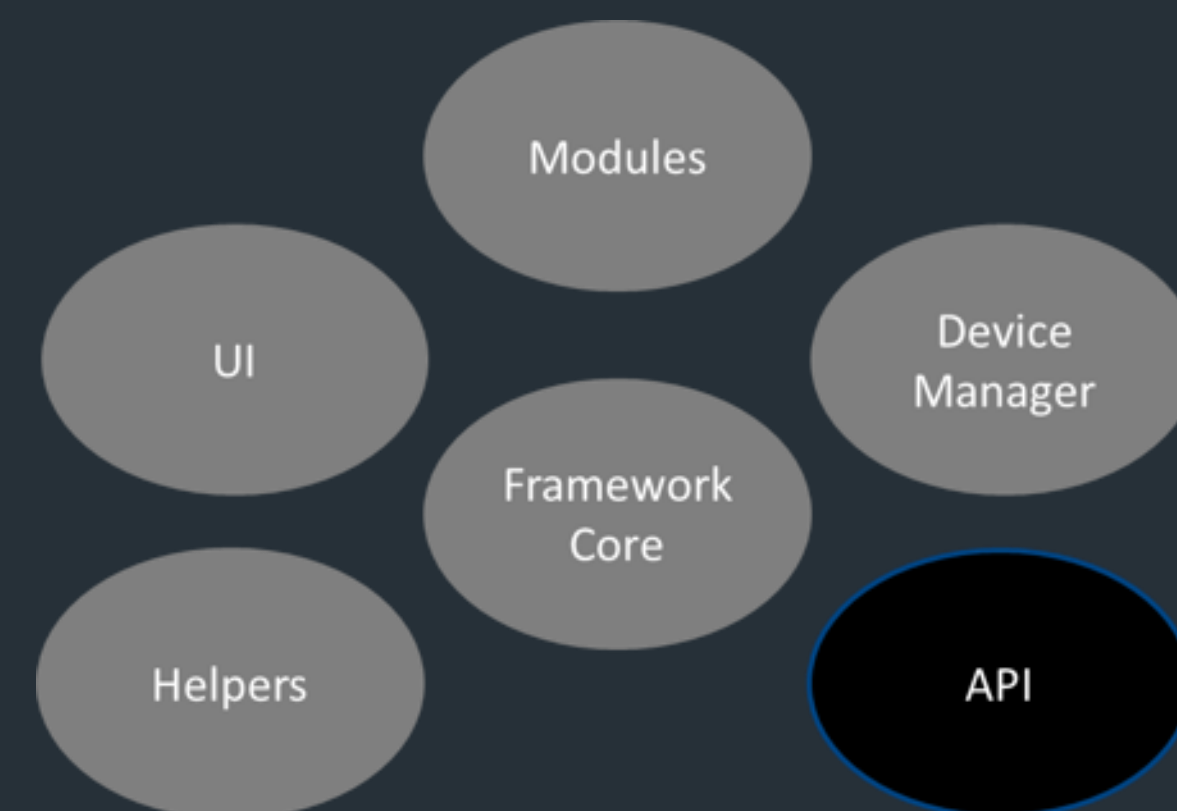 Modules
UI
Device
Manager
Framework
Core
Helpers
API